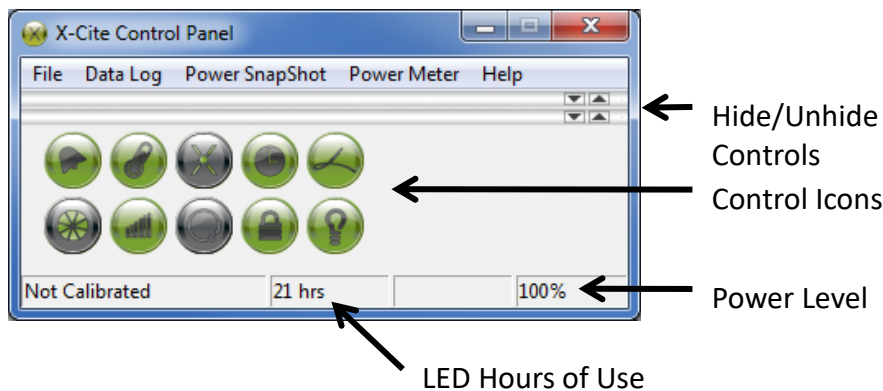 X-Cite Control Panel
File Data Log Power SnapShot Power Meter Help
Hide/Unhide
Controls
Control Icons
Not Calibrated 21 hrs 100%
Power Level
LED Hours of Use